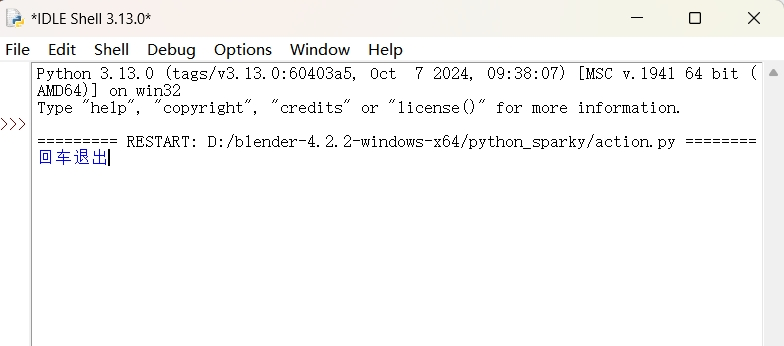 *IDLE Shell 3.13.0*
File Edit Shell Debug Options Window Help
Python 3.13.0 (tags/v3.13.0:60403a5, Oct  7 2024, 09:38:07) [MSC v.1941 64 bit (
AMD64)] on win32
Type "help", "copyright", "credits" or "license()" for more information.
>>>
========= RESTART: D:/blender-4.2.2-windows-x64/python_sparky/action.py ========
回车退出